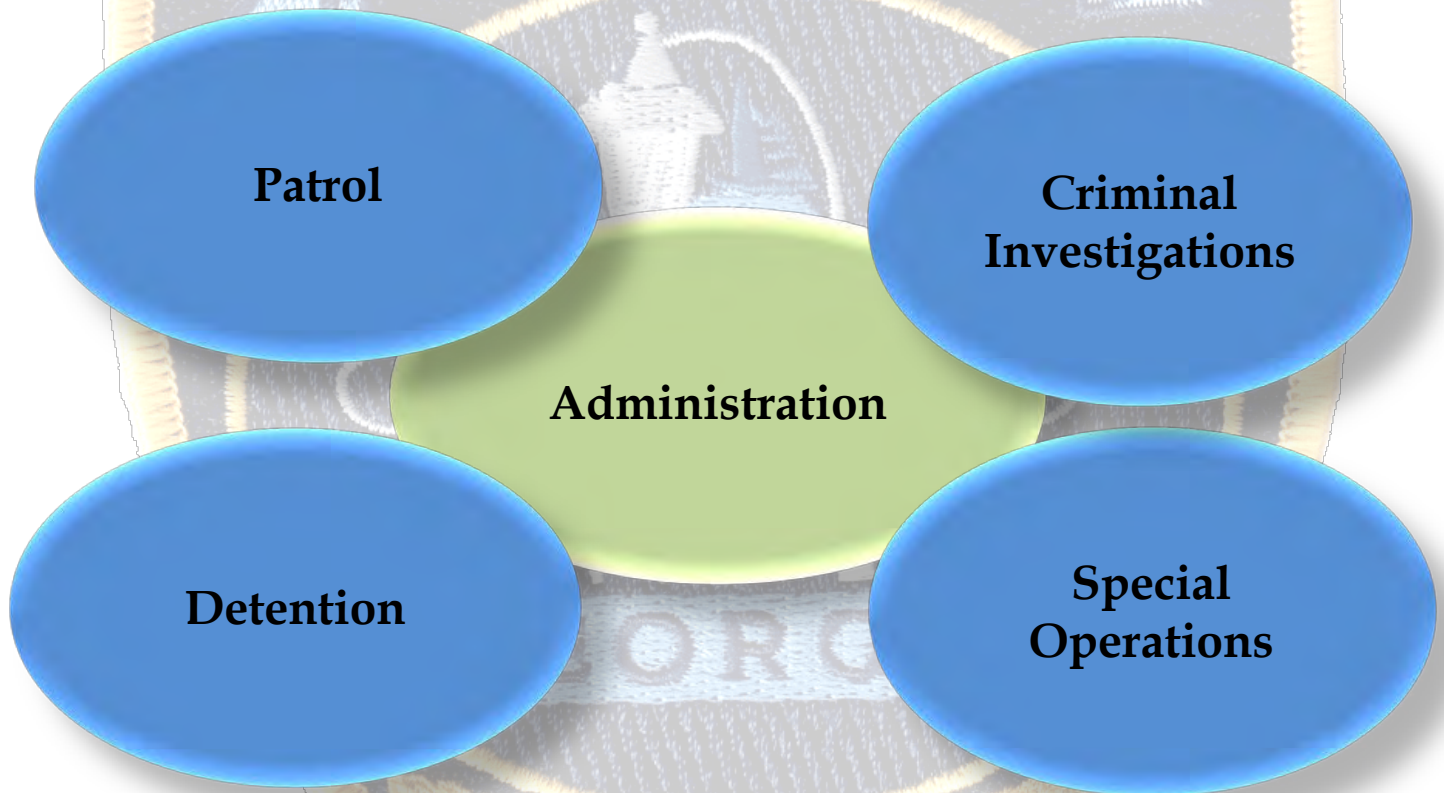 Patrol
Criminal
Investigations
Administration
Detention
Special
Operations